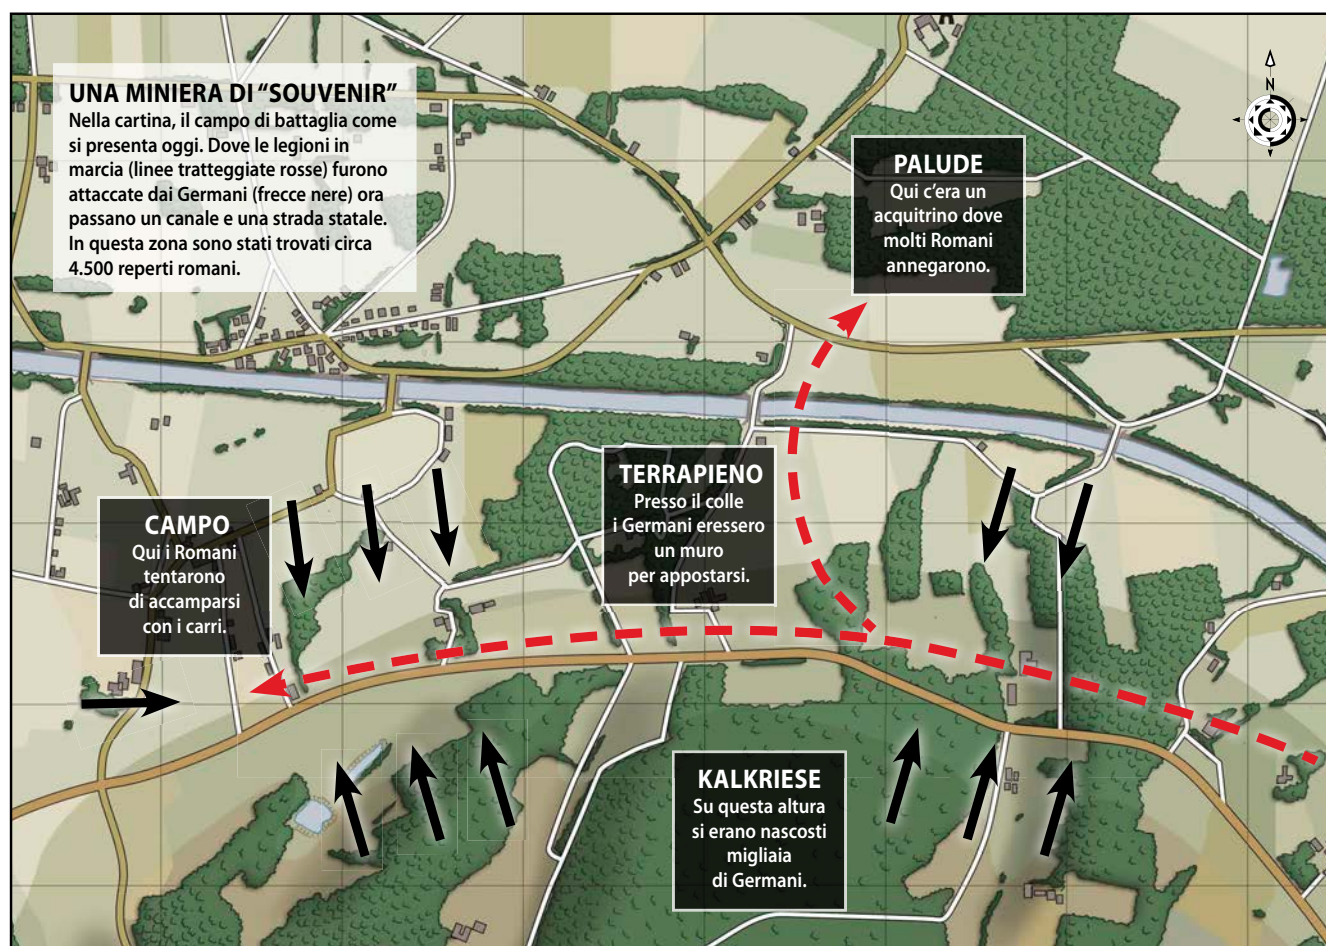 UNA MINIERA DI “SOUVENIR”
Nella cartina, il campo di battaglia come
si presenta oggi. Dove le legioni in
marcia (linee tratteggiate rosse) furono
attaccate dai Germani (frecce nere) ora
passano un canale e una strada statale.
In questa zona sono stati trovati circa
4.500 reperti romani.
N
PALUDE
Qui c’era un
acquitrino dove
molti Romani
annegarono.
TERRAPIENO
Presso il colle
i Germani eressero
un muro
per appostarsi.
CAMPO
Qui i Romani
tentarono
di accamparsi
con i carri.
KALKRIESE
Su questa altura
si erano nascosti
migliaia
di Germani.